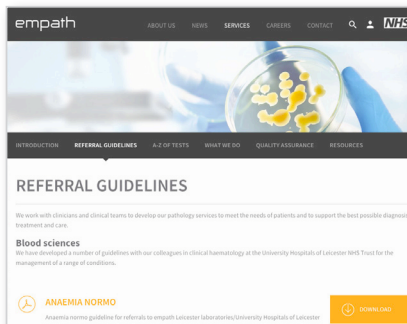 empath
ABOUT US NEWS SERVICES CAREERS CONTACT NHS
INTRODUCTION REFERRAL GUIDELINES A-Z OF TESTS WHAT WE DO QUALITY ASSURANCE RESOURCES
REFERRAL GUIDELINES
We work with clinicians and clinical teams to develop our pathology services to meet the needs of patients and to support the best possible diagnosis
treatment and care.
Blood sciences
We have developed a number of guidelines with our colleagues in clinical haematology at the University Hospitals of Leicester NHS Trust for the
management of a range of conditions.
ANAEMIA NORMO
DOWNLOAD
Anaemia normo guideline for referrals to empath Leicester laboratories/University Hospitals of Leicester